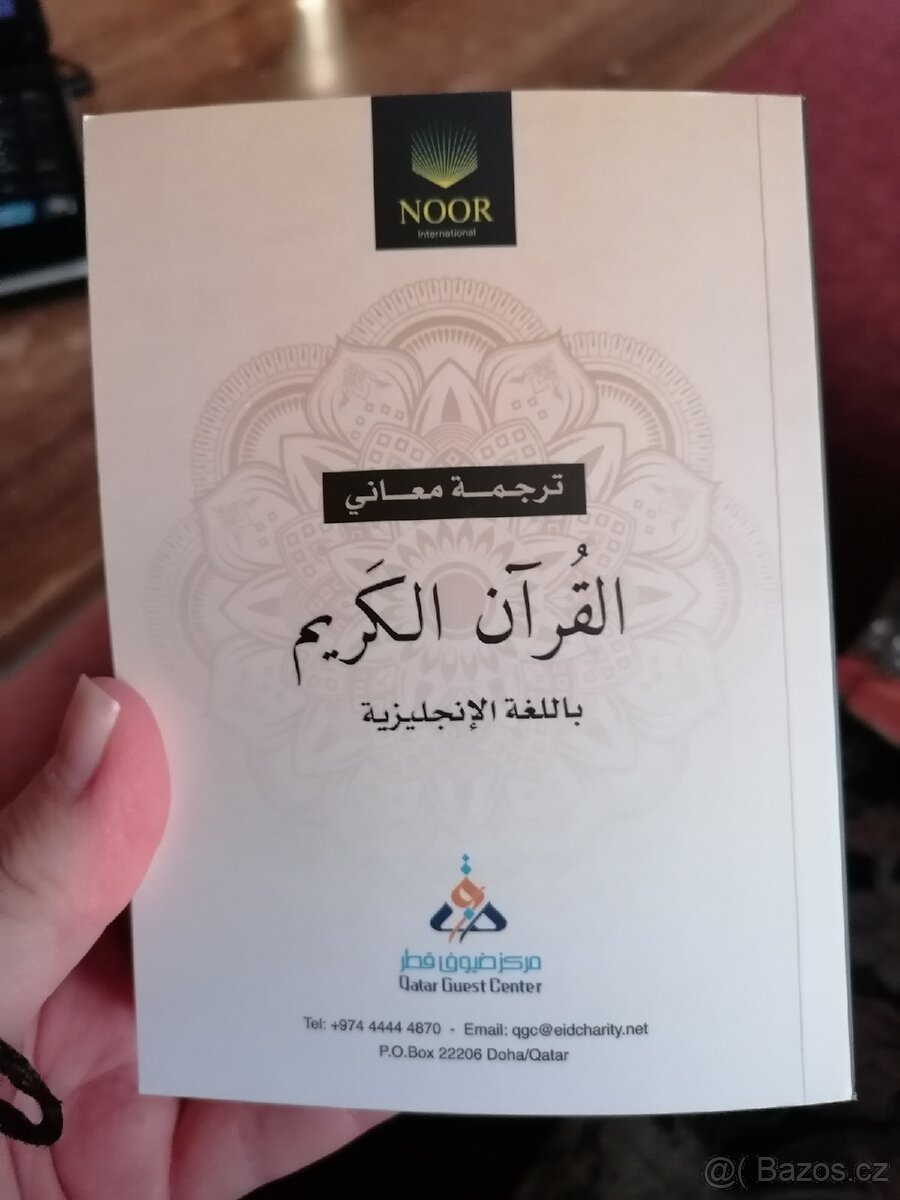 NOOR
International
ترجمة معاني
القُرآن الكَريم
باللغة الإنجليزية
مركز ضيوف قطر
Qatar Guest Center
Tel: +974 4444 4870 - Email: qgc@eidcharity.net
P.O.Box 22206 Doha/Qatar
@( Bazos.cz